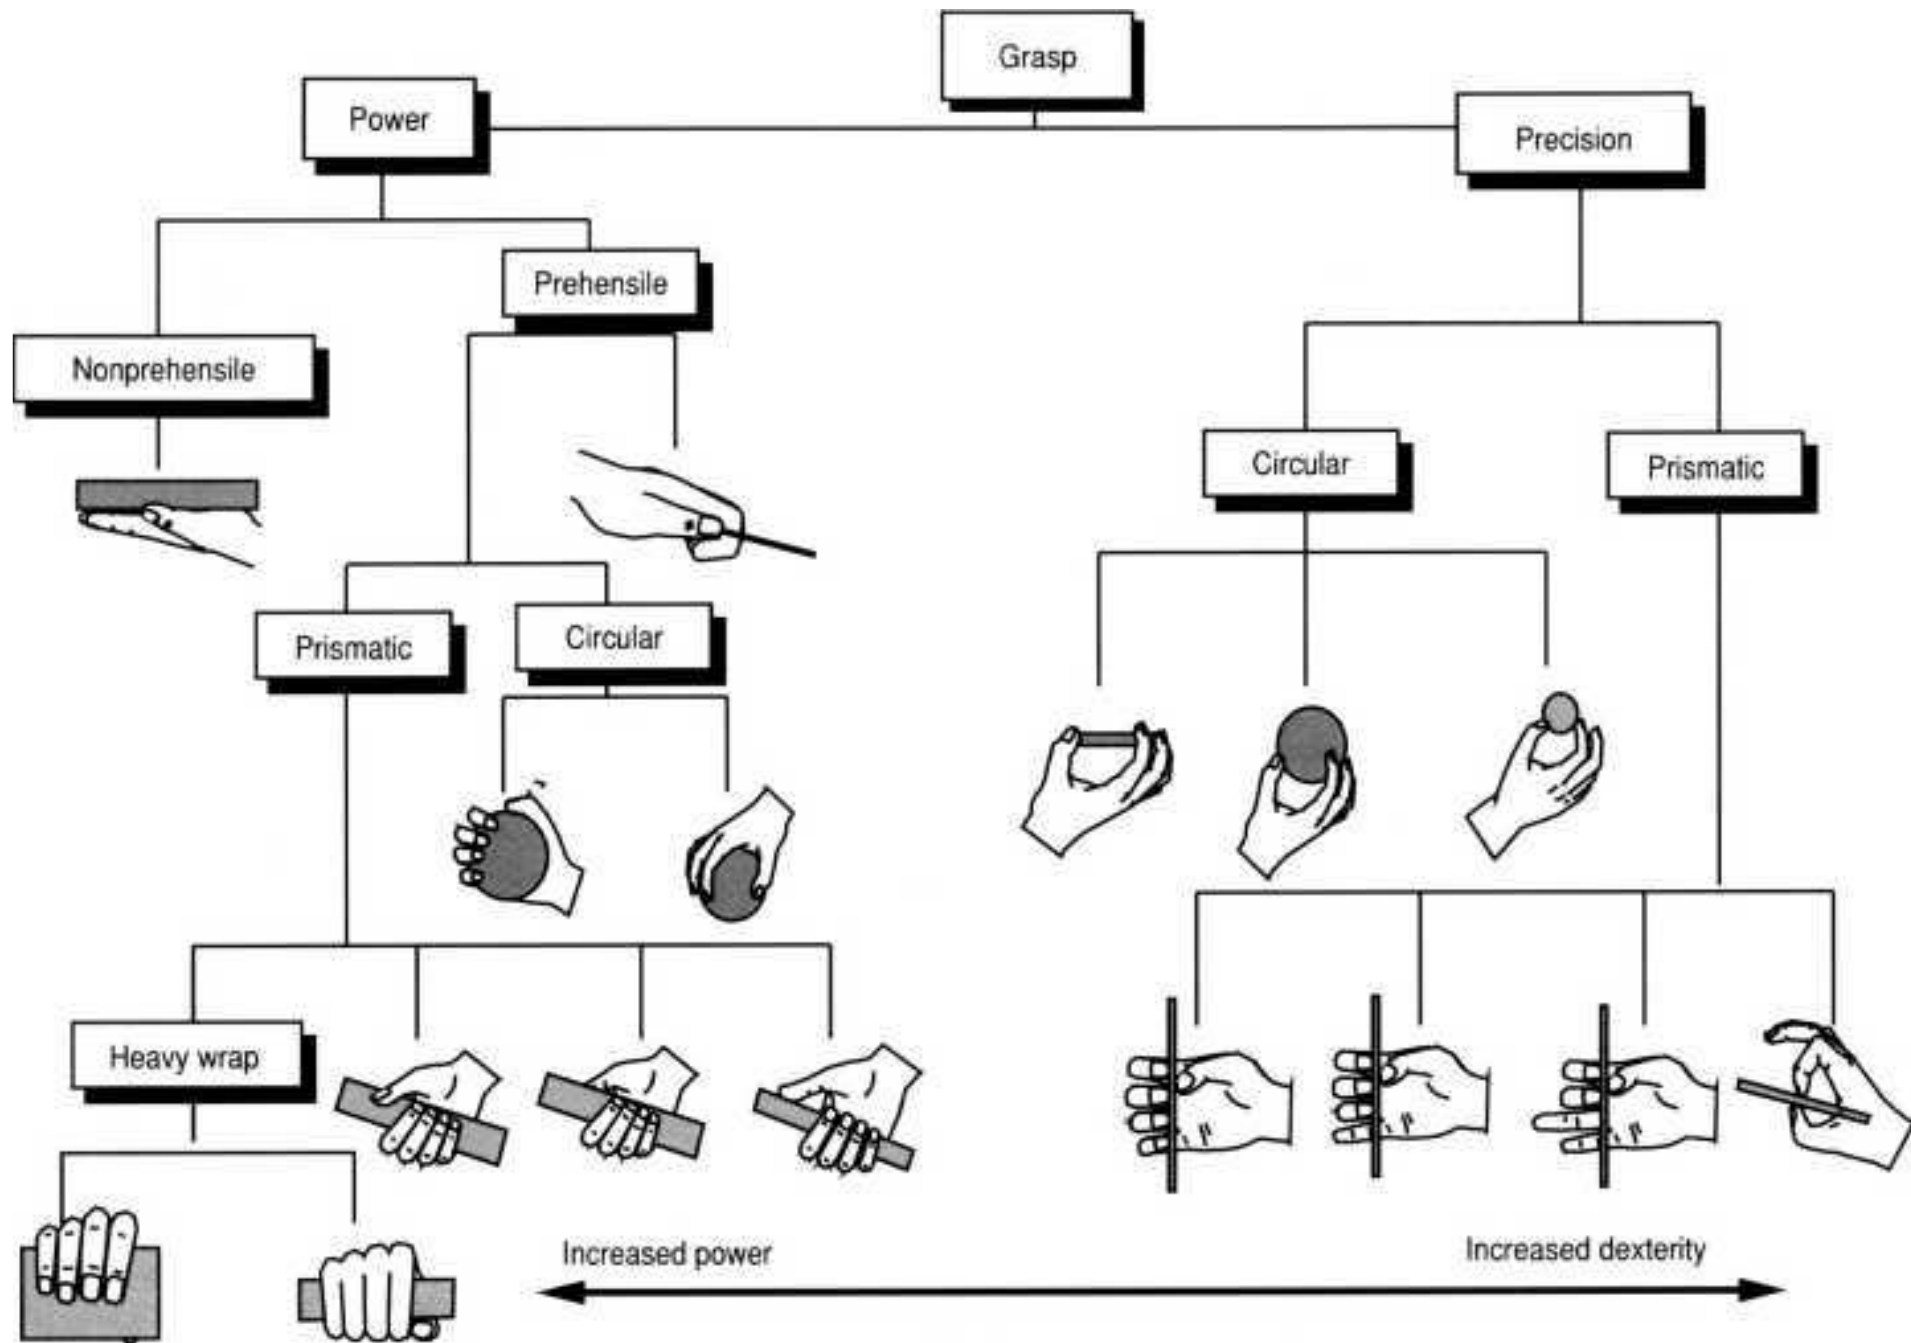 Grasp
Power
Precision
Prehensile
Nonprehensile
Circular
Prismatic
Prismatic
Circular
Heavy wrap
Increased power
Increased dexterity